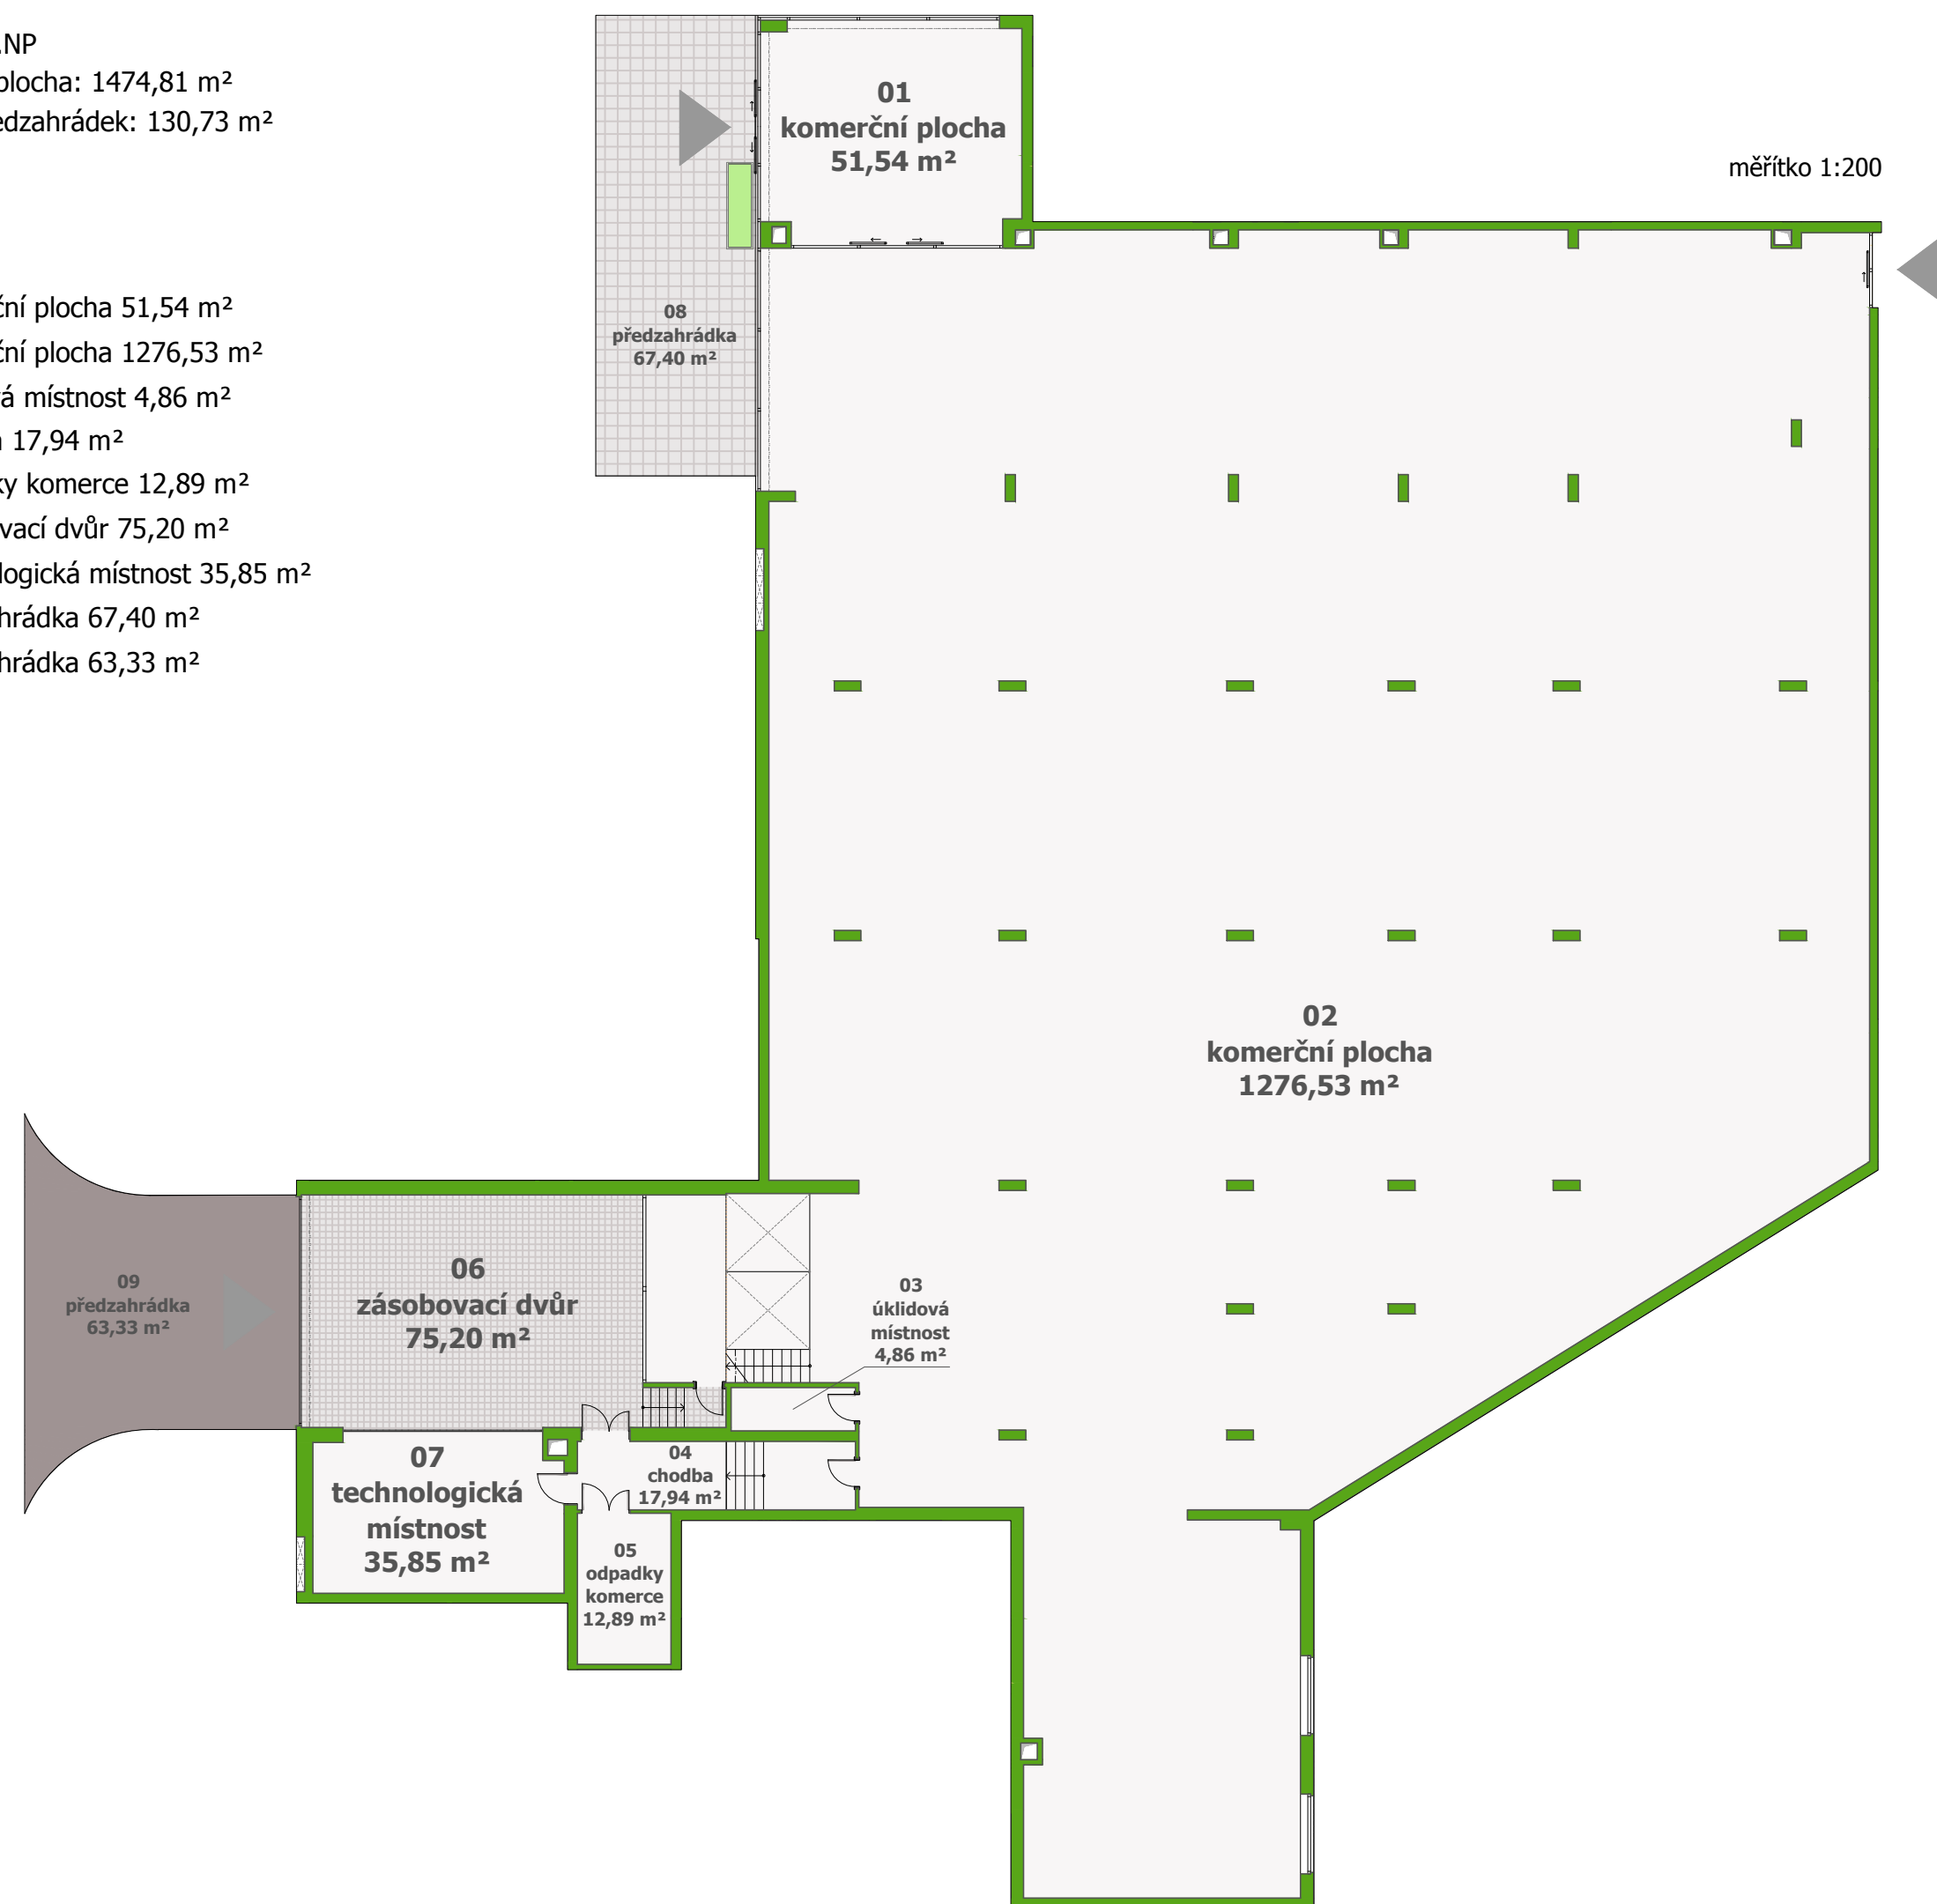 .NP
plocha: 1474,81 m²
edzahrádek: 130,73 m²
měřítko 1:200
ční plocha 51,54 m²
ční plocha 1276,53 m²
á místnost 4,86 m²
17,94 m²
ky komerce 12,89 m²
vací dvůr 75,20 m²
logická místnost 35,85 m²
hrádka 67,40 m²
hrádka 63,33 m²
01
komerční plocha
51,54 m²
08
předzahrádka
67,40 m²
02
komerční plocha
1276,53 m²
09
předzahrádka
63,33 m²
06
zásobovací dvůr
75,20 m²
03
úklidová
místnost
4,86 m²
07
technologická
místnost
35,85 m²
04
chodba
17,94 m²
05
odpadky
komerce
12,89 m²